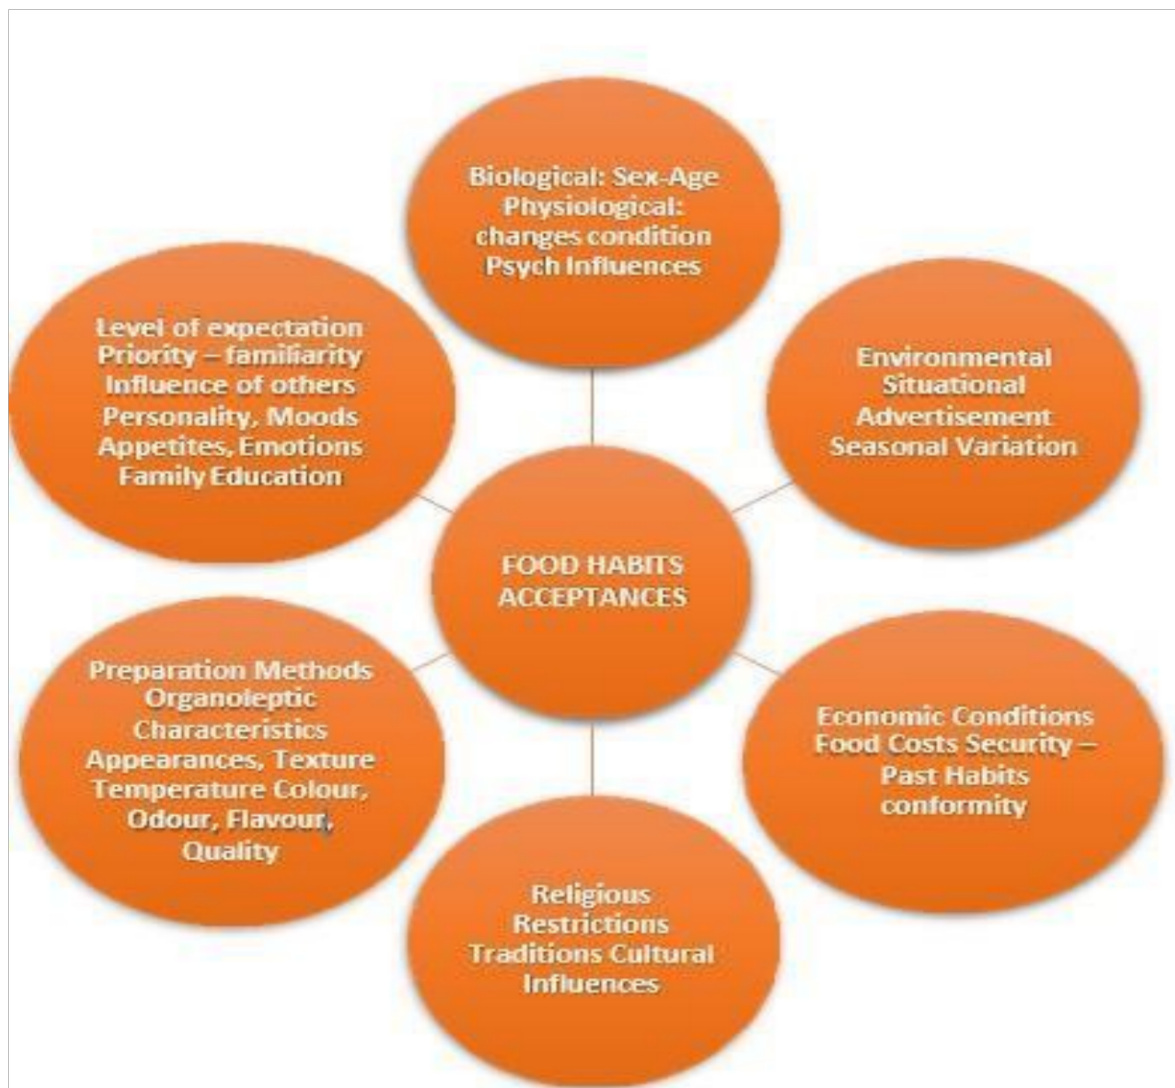 Biological: Sex-Age
Physiological:
changes condition
Psych Influences
Environmental
Situational
Advertisement
Seasonal Variation
Economic Conditions
Food Costs Security –
Past Habits
conformity
Religious
Restrictions
Traditions Cultural
Influences
Preparation Methods
Organoleptic
Characteristics
Appearances, Texture
Temperature Colour,
Odour, Flavour,
Quality
Level of expectation
Priority – familiarity
Influence of others
Personality, Moods
Appetites, Emotions
Family Education
FOOD HABITS
ACCEPTANCES